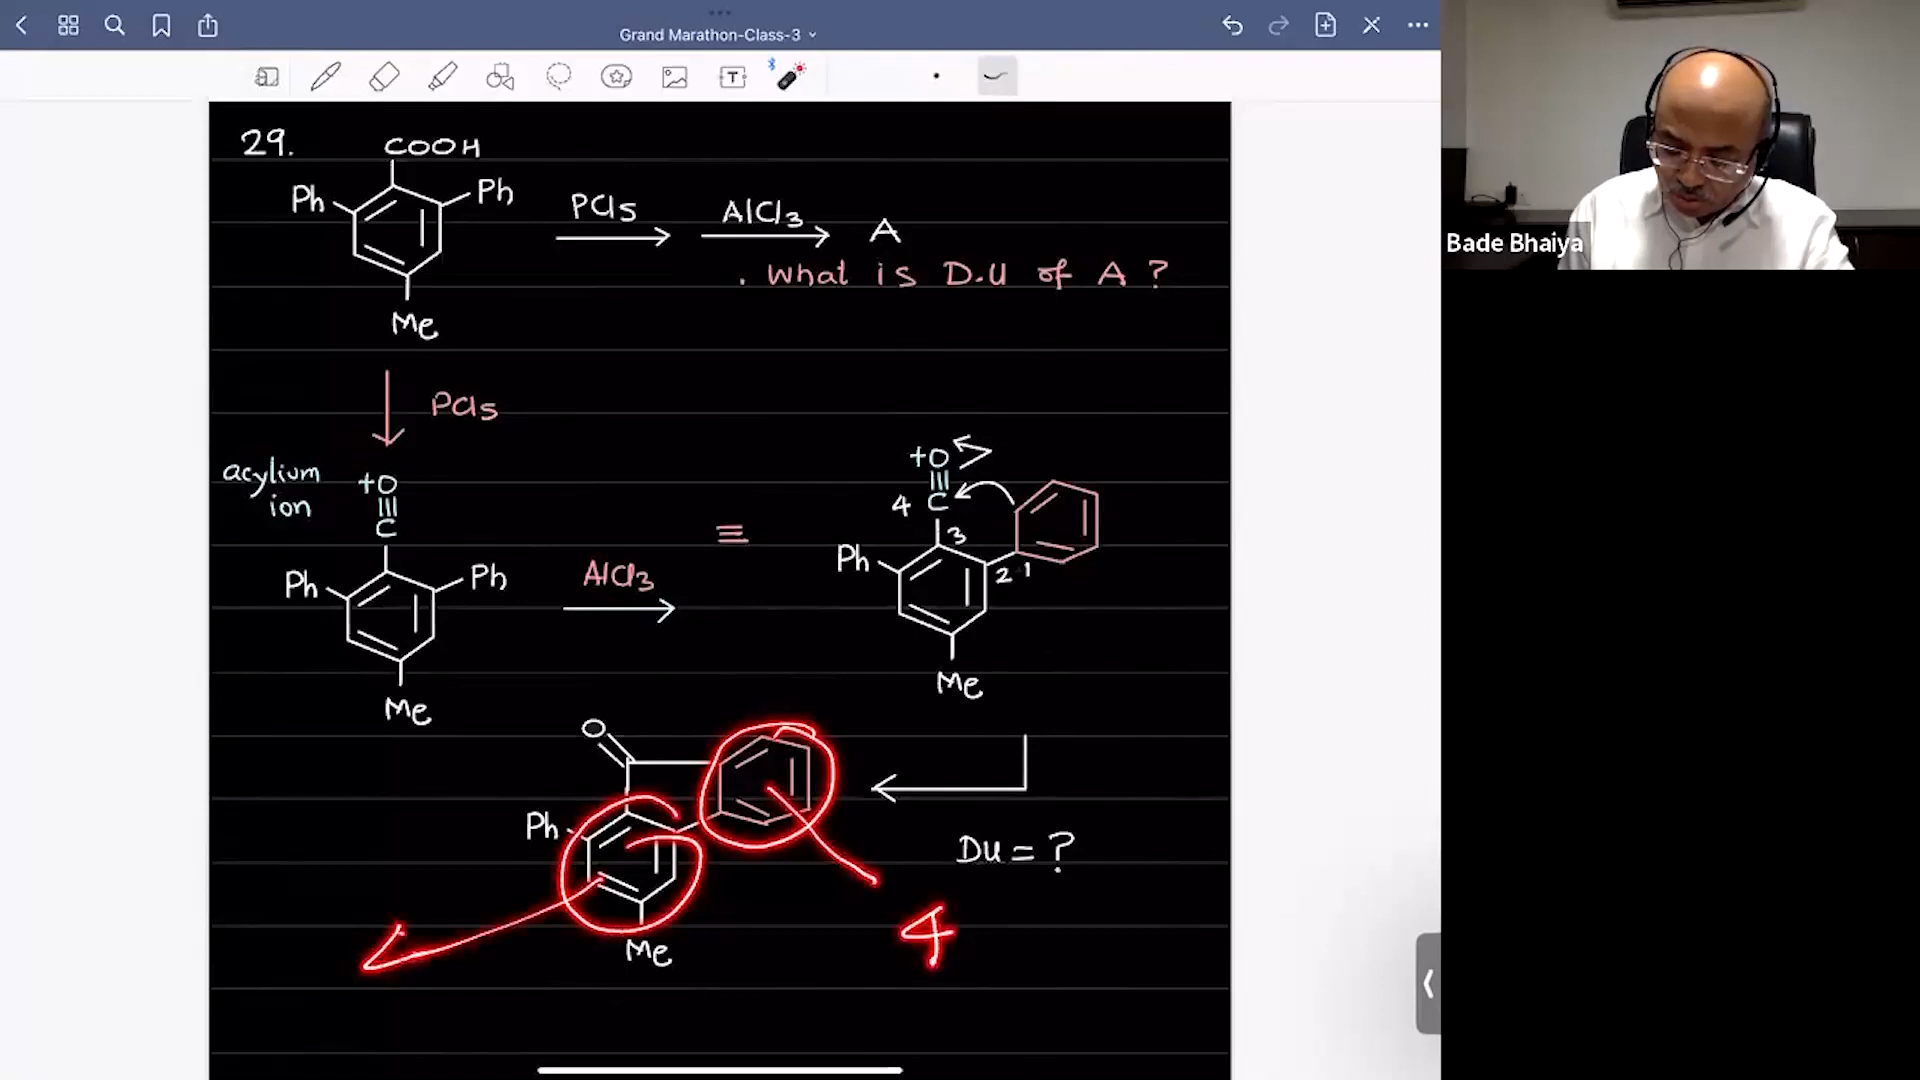 Grand Marathon-Class-3
T
29.
COOH
Ph
Ph
PCl5
AlCl3
A
. What is D.U of A ?
Me
PCl5
acylium
ion
+O
C
Ph
Ph
Me
AlCl3
≡
+O
4 C
3
Ph
2 1
Me
O
Ph
Me
DU = ?
4
Bade Bhaiya